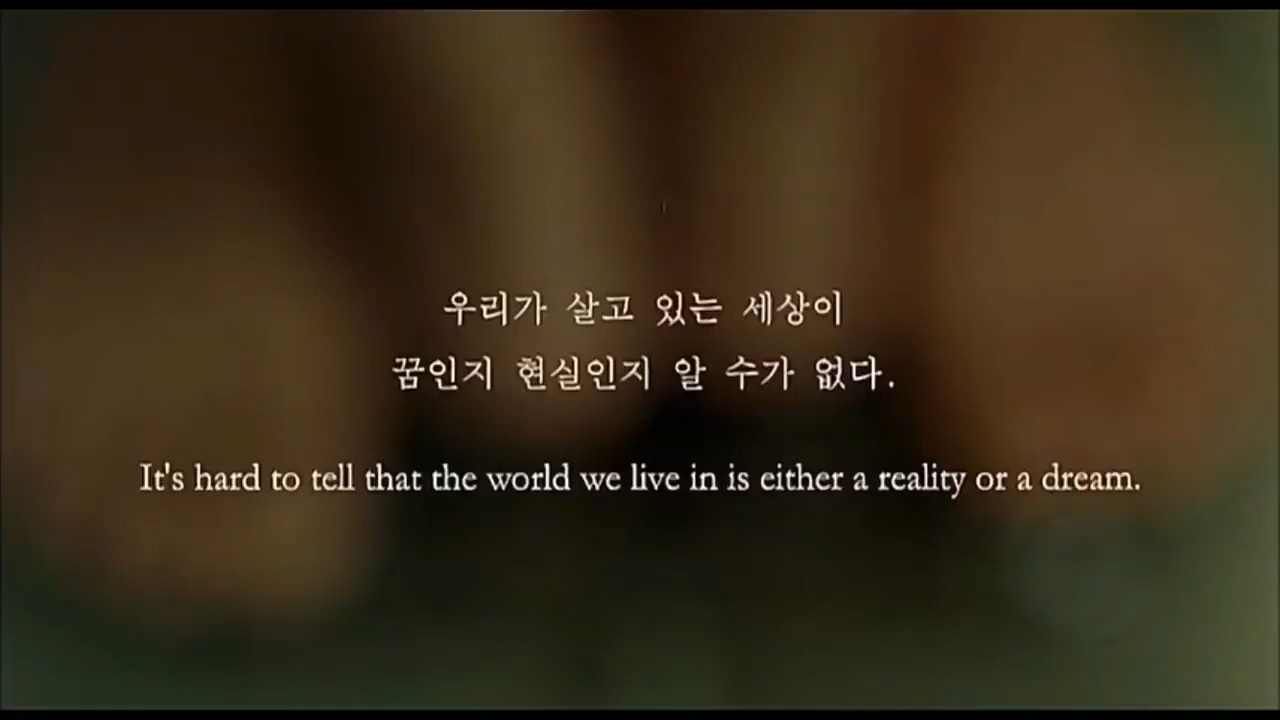 우리가 살고 있는 세상이
꿈인지 현실인지 알 수가 없다.
It's hard to tell that the world we live in is either a reality or a dream.